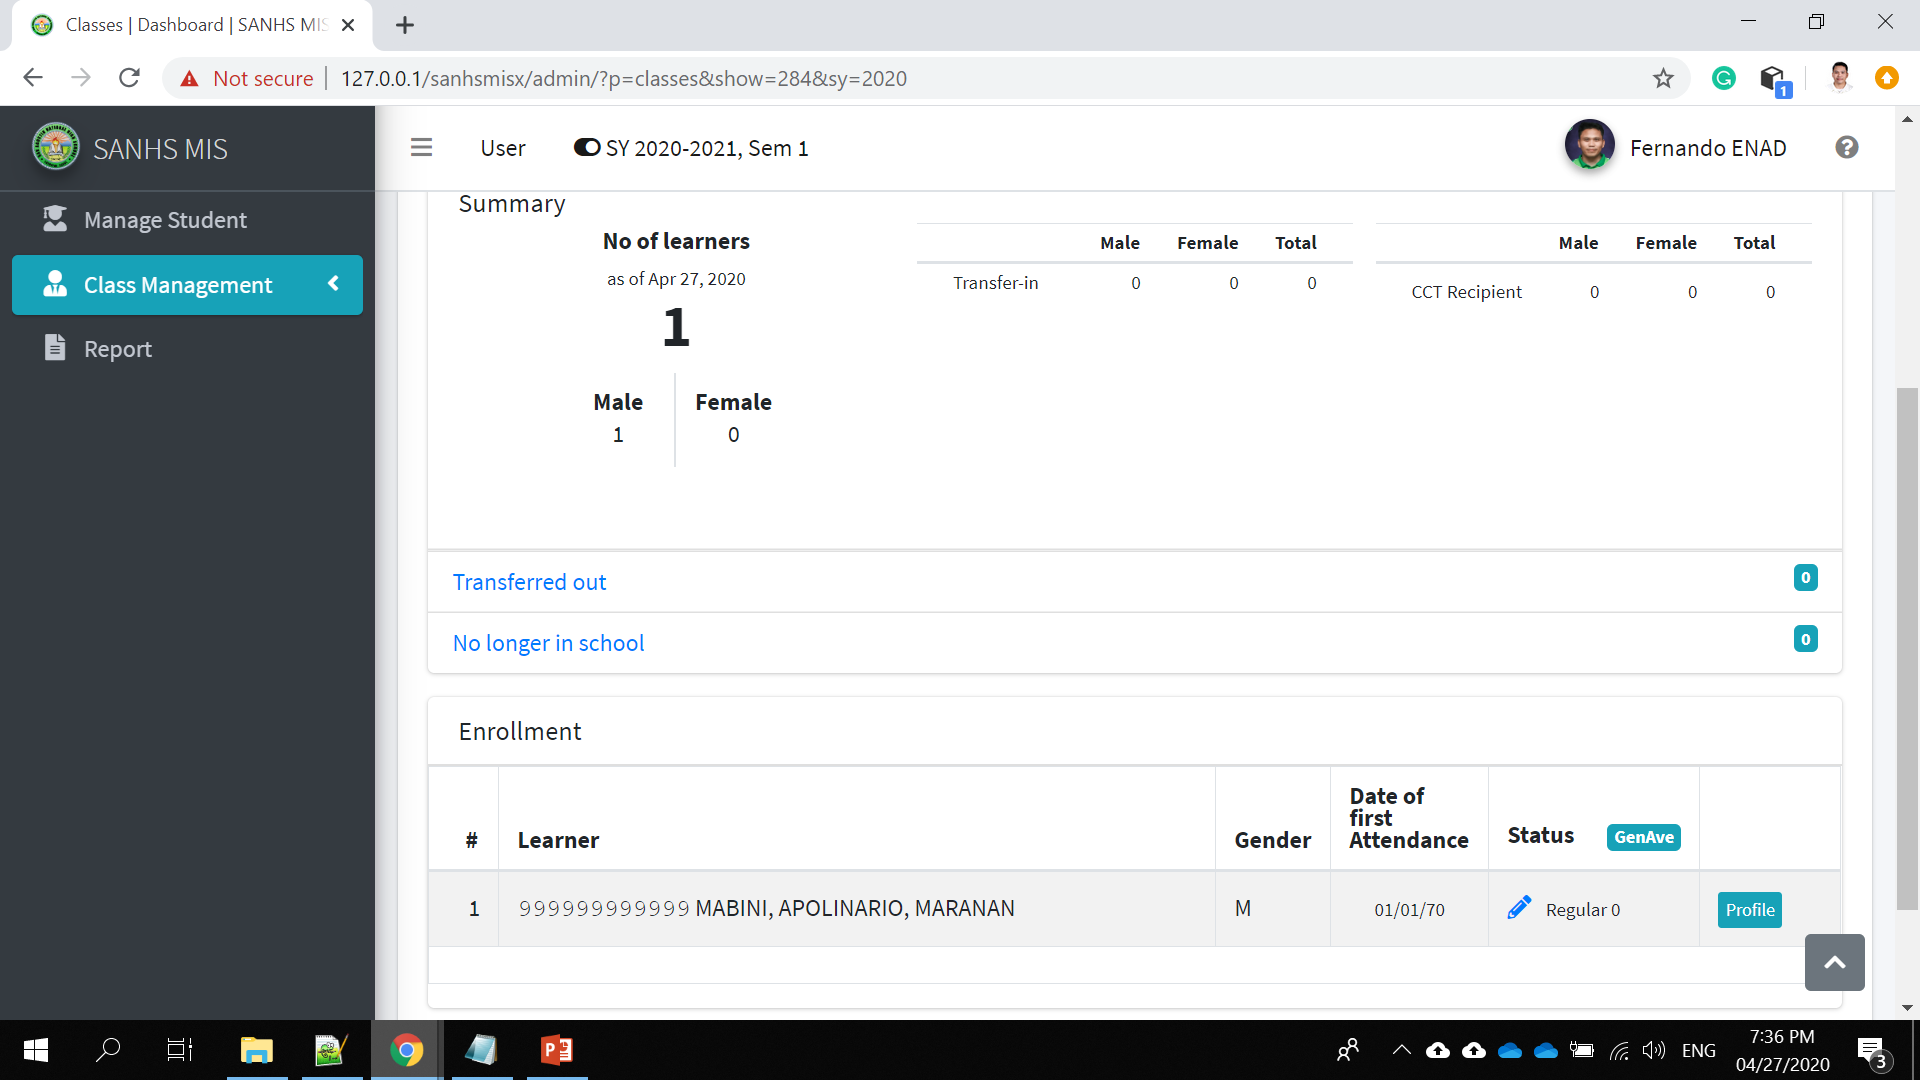 Classes | Dashboard | SANHS MIS
Not secure
127.0.0.1/sanhsmisx/admin/?p=classes&show=284&sy=2020
1
SANHS MIS
User
SY 2020-2021, Sem 1
Fernando ENAD
Manage Student
Class Management
Report
Summary
No of learners
as of Apr 27, 2020
1
Male Female
1 0
Male Female Total
Transfer-in 0 0 0
Male Female Total
CCT Recipient 0 0 0
Transferred out 0
No longer in school 0
Enrollment
# Learner Gender Date of first Attendance Status GenAve
1 999999999999 MABINI, APOLINARIO, MARANAN M 01/01/70 Regular 0 Profile
ENG
7:36 PM
04/27/2020
3